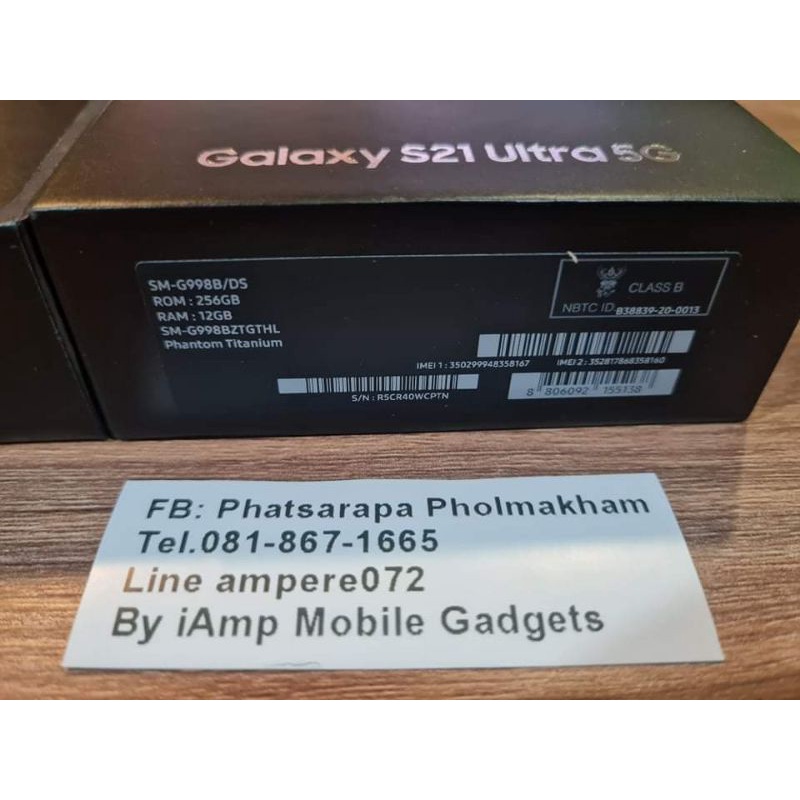 Galaxy S21 Ultra 5G
SM-G998B/DS
ROM : 256GB
RAM : 12GB
SM-G998BZTGTHL
Phantom Titanium
CLASS B
NBTC ID B38839-20-0013
IMEI 1 : 350299948358167 IMEI 2 : 352817868358160
S/N : R5CR40WCPTN
8 806092 155138
FB: Phatsarapa Pholmakham
Tel.081-867-1665
Line ampere072
By iAmp Mobile Gadgets